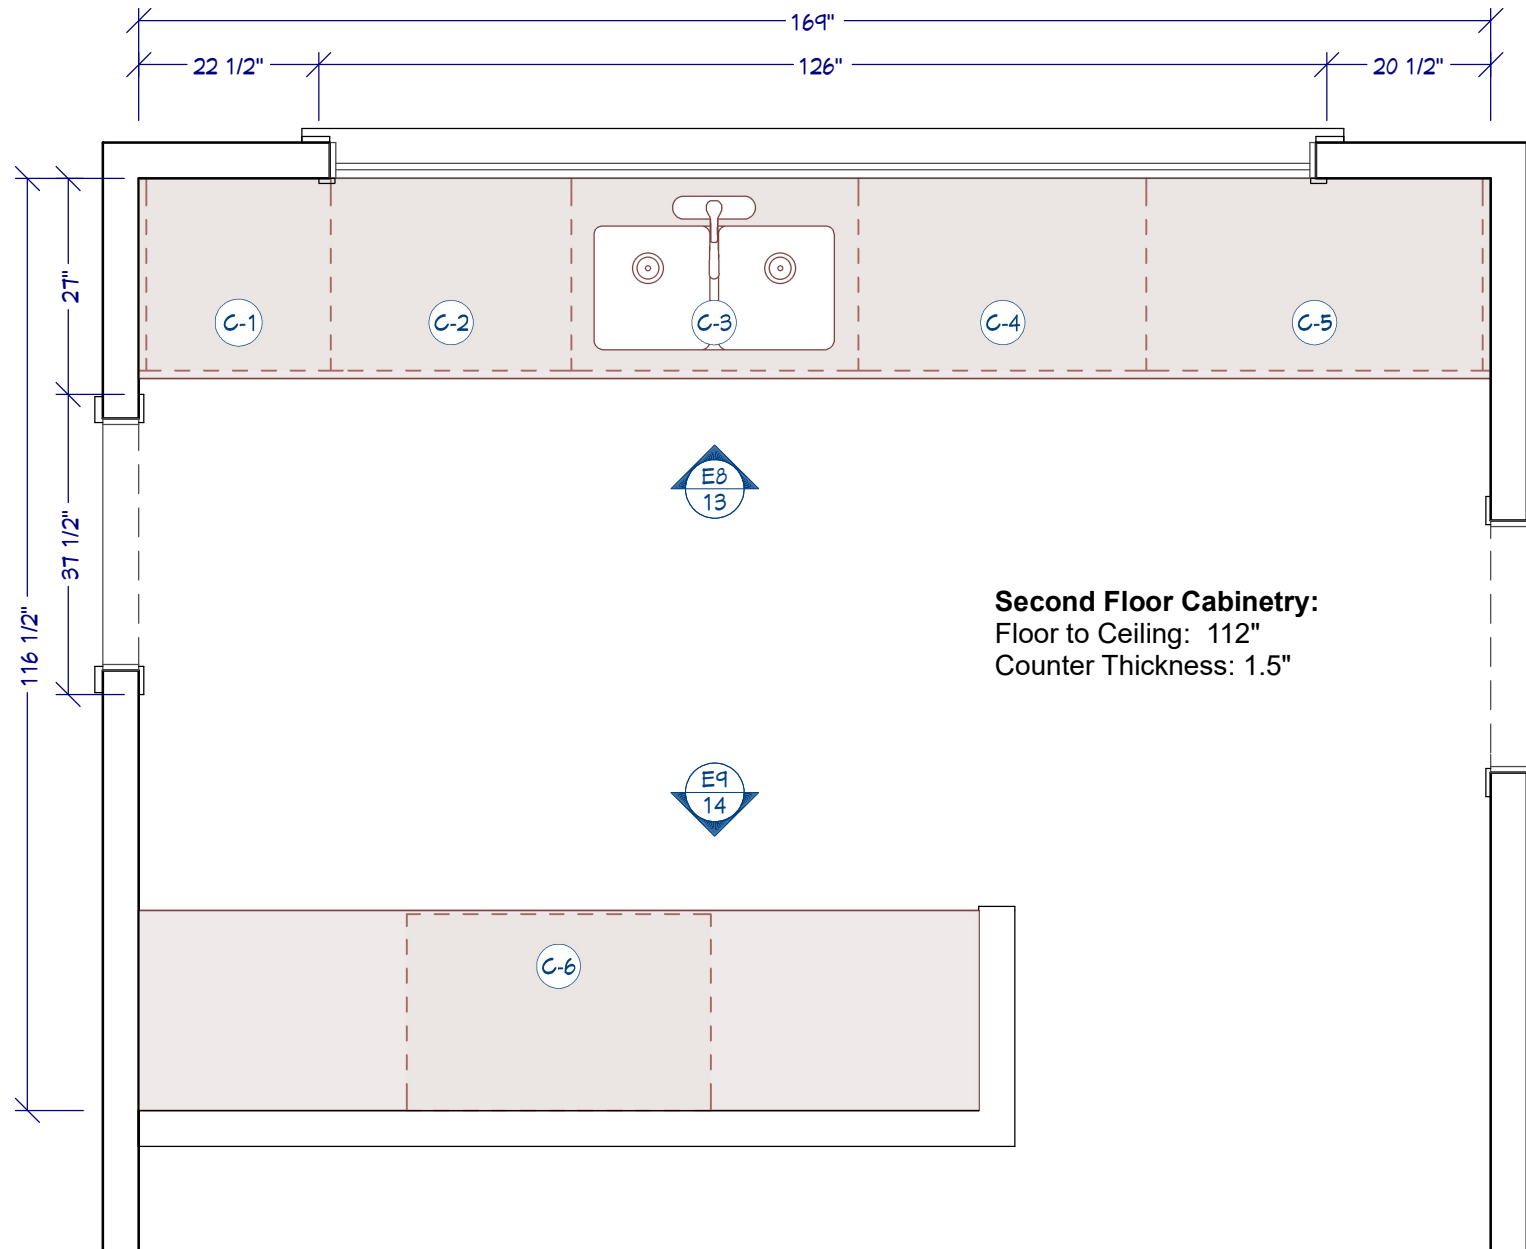 169"
22 1/2"
126"
20 1/2"
27"
C-1
C-2
C-3
C-4
C-5
E8
13
37 1/2"
116 1/2"
Second Floor Cabinetry:
Floor to Ceiling: 112"
Counter Thickness: 1.5"
E9
14
C-6